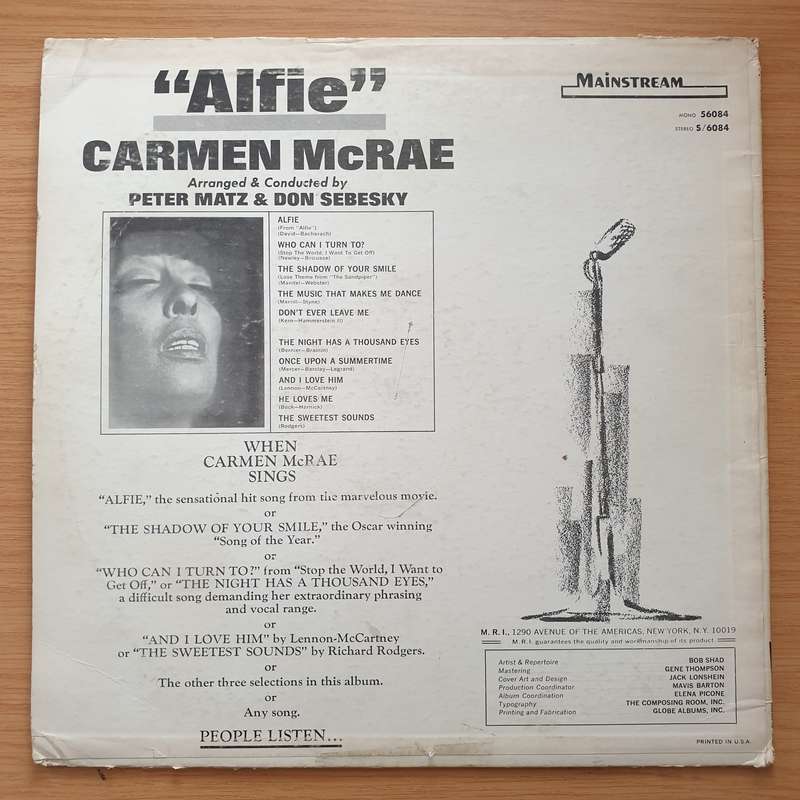 “Alfie”
MAINSTREAM
MONO 56084
STEREO S/6084
CARMEN McRAE
Arranged & Conducted by
PETER MATZ & DON SEBESKY
ALFIE
(From "Alfie")
(David—Bacharach)
WHO CAN I TURN TO?
(Stop The World, I Want To Get Off)
(Newley—Bricusse)
THE SHADOW OF YOUR SMILE
(Love Theme from "The Sandpiper")
(Mandel—Webster)
THE MUSIC THAT MAKES ME DANCE
(Merrill—Styne)
DON'T EVER LEAVE ME
(Kern—Hammerstein II)
THE NIGHT HAS A THOUSAND EYES
(Bernier—Brainin)
ONCE UPON A SUMMERTIME
(Mercer—Barclay—Legrand)
AND I LOVE HIM
(Lennon—McCartney)
HE LOVES ME
(Bock—Harnick)
THE SWEETEST SOUNDS
(Rodgers)
WHEN
CARMEN McRAE
SINGS
“ALFIE,” the sensational hit song from the marvelous movie.
or
“THE SHADOW OF YOUR SMILE,” the Oscar winning
“Song of the Year.”
or
“WHO CAN I TURN TO?” from “Stop the World, I Want to
Get Off,” or “THE NIGHT HAS A THOUSAND EYES,”
a difficult song demanding her extraordinary phrasing
and vocal range.
or
“AND I LOVE HIM” by Lennon-McCartney
or “THE SWEETEST SOUNDS” by Richard Rodgers.
or
The other three selections in this album.
or
Any song.
PEOPLE LISTEN...
M. R. I., 1290 AVENUE OF THE AMERICAS, NEW YORK, N. Y. 10019
M. R. I. guarantees the quality and workmanship of its product
Artist & Repertoire BOB SHAD
Mastering GENE THOMPSON
Cover Art and Design JACK LONSHEIN
Production Coordinator MAVIS BARTON
Album Coordination ELENA PICONE
Typography THE COMPOSING ROOM, INC.
Printing and Fabrication GLOBE ALBUMS, INC.
PRINTED IN U.S.A.